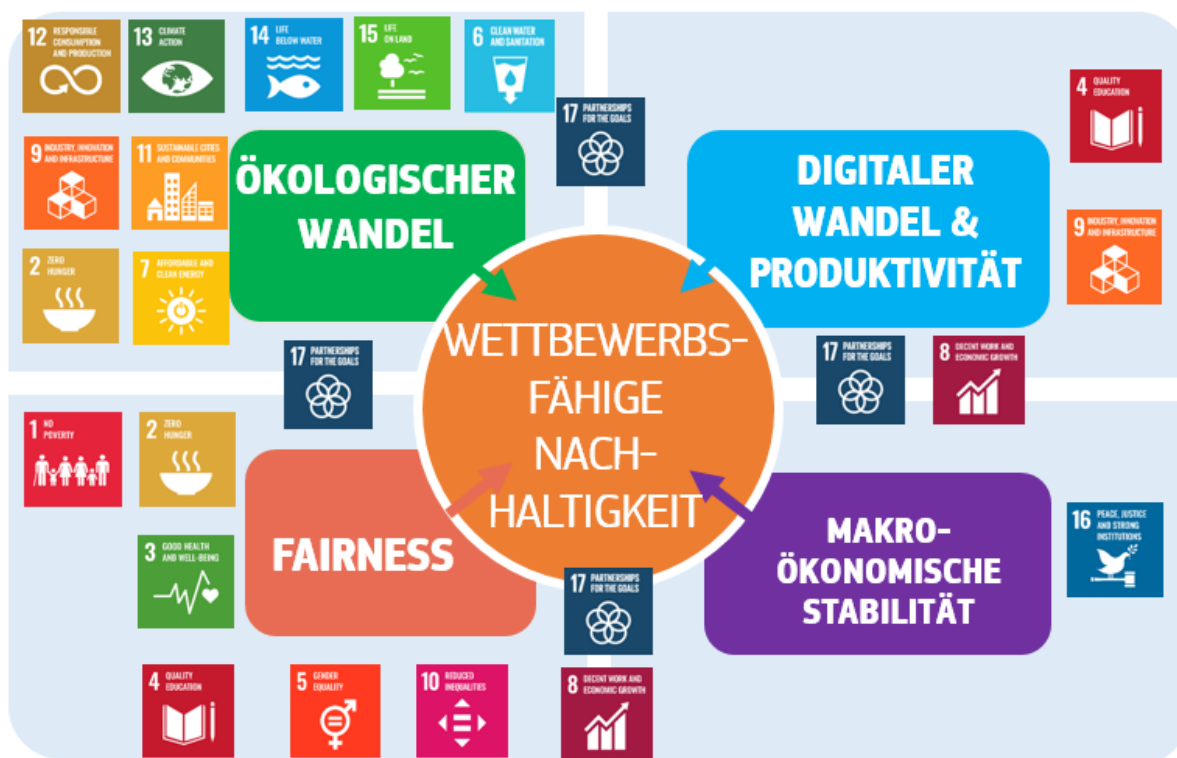 12 RESPONSIBLE
CONSUMPTION
AND PRODUCTION
13 CLIMATE
ACTION
14 LIFE
BELOW WATER
15 LIFE
ON LAND
6 CLEAN WATER
AND SANITATION
17 PARTNERSHIPS
FOR THE GOALS
4 QUALITY
EDUCATION
9 INDUSTRY, INNOVATION
AND INFRASTRUCTURE
11 SUSTAINABLE CITIES
AND COMMUNITIES
ÖKOLOGISCHER
WANDEL
DIGITALER
WANDEL &
PRODUKTIVITÄT
9 INDUSTRY, INNOVATION
AND INFRASTRUCTURE
2 ZERO
HUNGER
7 AFFORDABLE AND
CLEAN ENERGY
17 PARTNERSHIPS
FOR THE GOALS
WETTBEWERBS-
FÄHIGE
NACH-
HALTIGKEIT
17 PARTNERSHIPS
FOR THE GOALS
8 DECENT WORK AND
ECONOMIC GROWTH
1 NO
POVERTY
2 ZERO
HUNGER
3 GOOD HEALTH
AND WELL-BEING
FAIRNESS
MAKRO-
ÖKONOMISCHE
STABILITÄT
16 PEACE, JUSTICE
AND STRONG
INSTITUTIONS
17 PARTNERSHIPS
FOR THE GOALS
4 QUALITY
EDUCATION
5 GENDER
EQUALITY
10 REDUCED
INEQUALITIES
8 DECENT WORK AND
ECONOMIC GROWTH